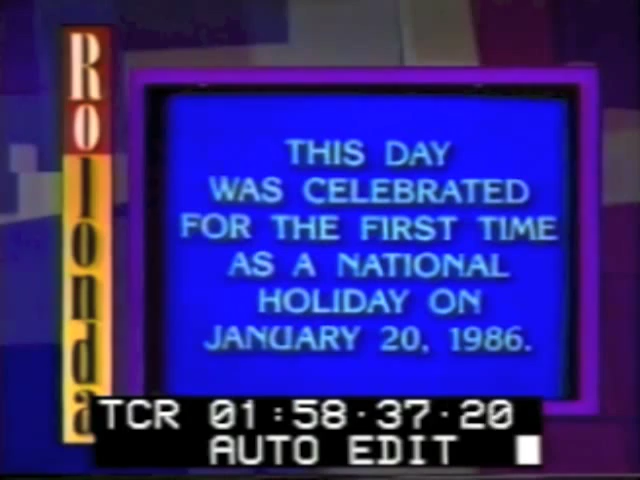 Rolonda
THIS DAY
WAS CELEBRATED
FOR THE FIRST TIME
AS A NATIONAL
HOLIDAY ON
JANUARY 20, 1986.
TCR 01:58·37·20
AUTO EDIT